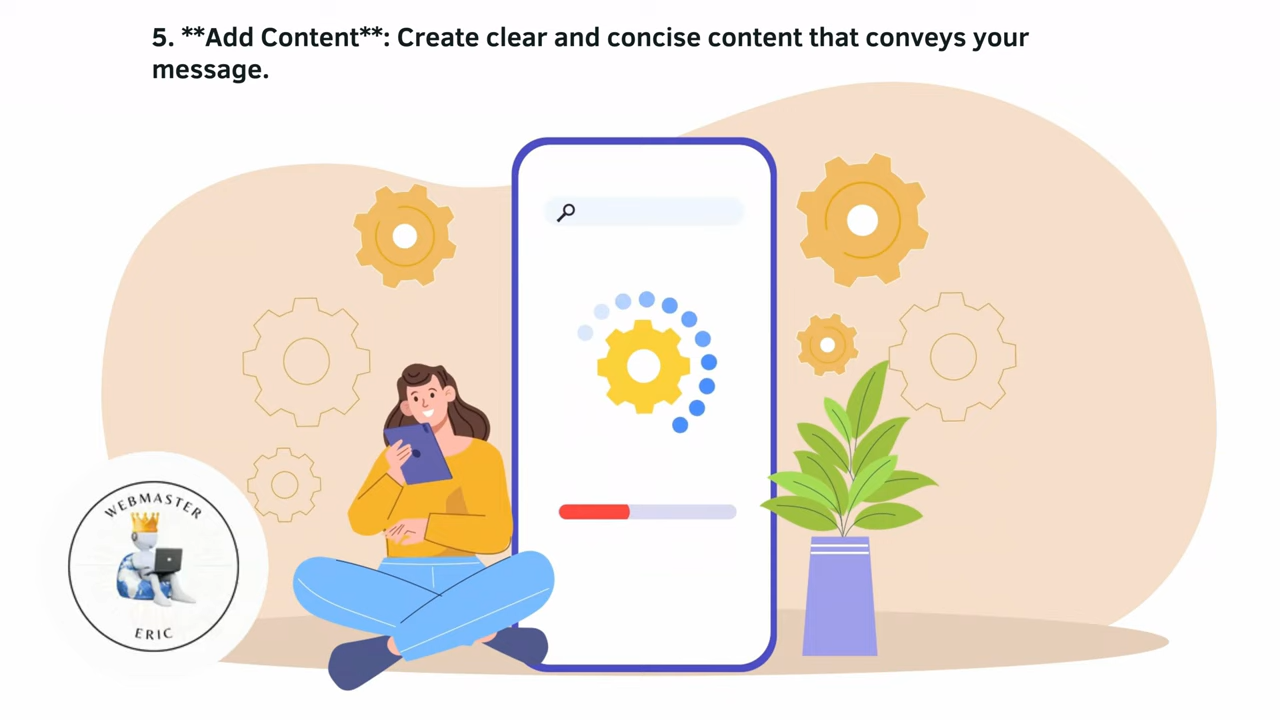 5. **Add Content**: Create clear and concise content that conveys your
message.
WEBMASTER
ERIC